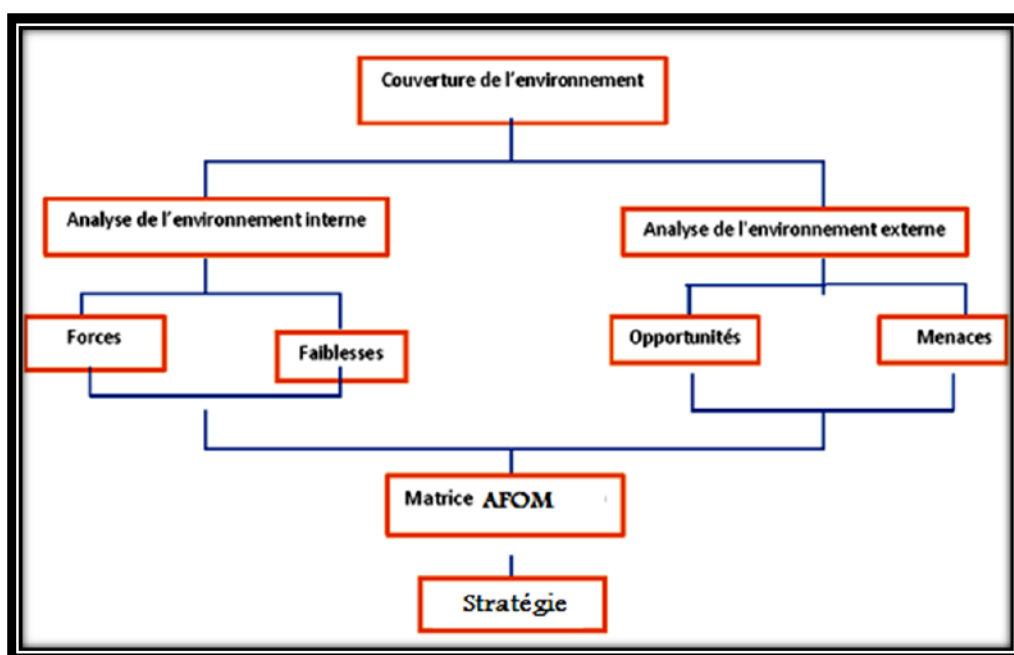 Couverture de l'environnement
Analyse de l'environnement interne
Analyse de l'environnement externe
Forces
Faiblesses
Opportunités
Menaces
Matrice AFOM
Stratégie